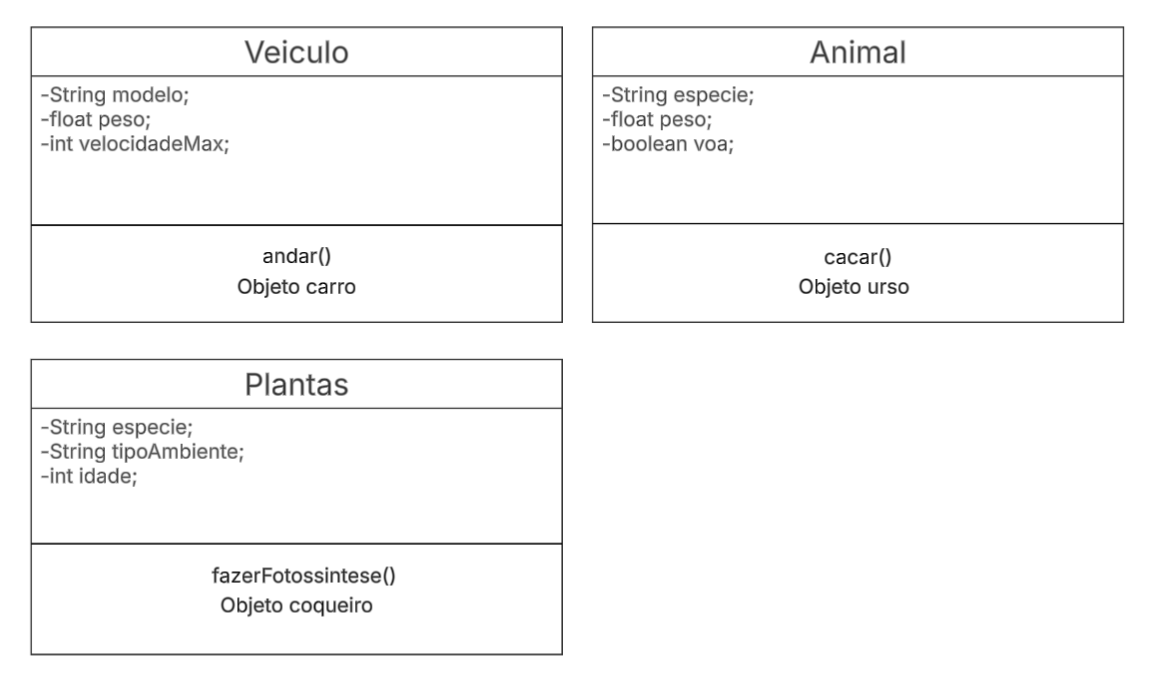 Veiculo
-String modelo;
-float peso;
-int velocidadeMax;
andar()
Objeto carro
Animal
-String especie;
-float peso;
-boolean voa;
cacar()
Objeto urso
Plantas
-String especie;
-String tipoAmbiente;
-int idade;
fazerFotossintese()
Objeto coqueiro